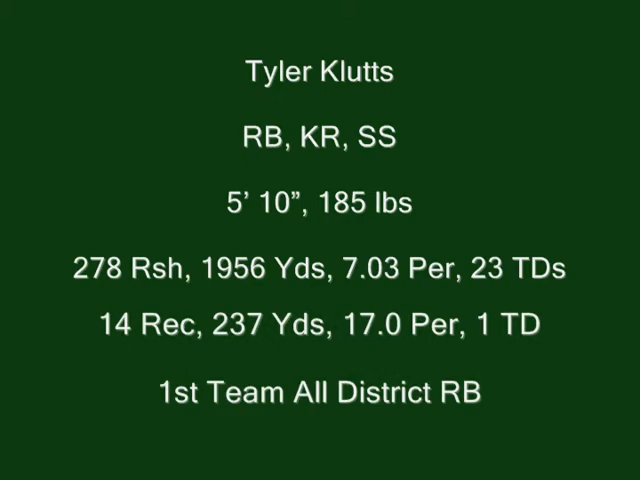 Tyler Klutts
RB, KR, SS
5’ 10”, 185 lbs
278 Rsh, 1956 Yds, 7.03 Per, 23 TDs
14 Rec, 237 Yds, 17.0 Per, 1 TD
1st Team All District RB